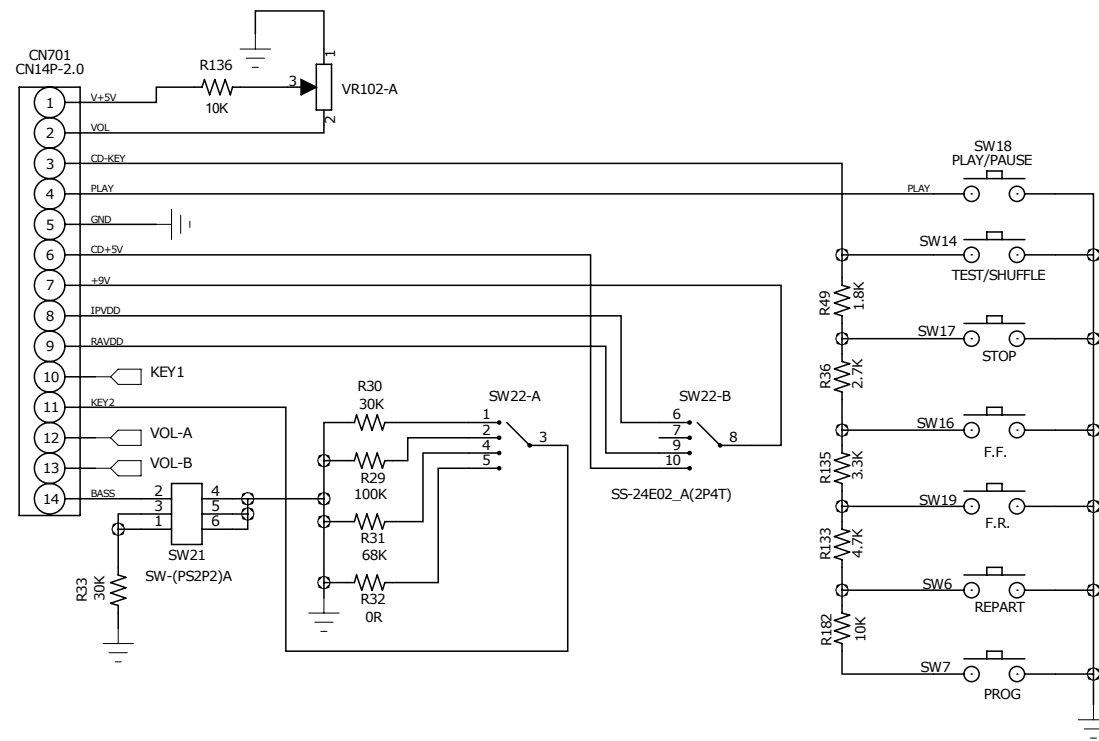 CN701
CN14P-2.0
1 V+5V
2 VOL
3 CD-KEY
4 PLAY
5 GND
6 CD+5V
7 +9V
8 IPVDD
9 RAVDD
10 KEY1
11 KEY2
12 VOL-A
13 VOL-B
14 BASS
R136
10K
1
3
2
VR102-A
2 4
3 5
1 6
SW21
SW-(PS2P2)A
R33
30K
R30
30K
R29
100K
R31
68K
R32
0R
SW22-A
1
2
4
5
3
SW22-B
6
7
9
10
8
SS-24E02_A(2P4T)
SW18
PLAY/PAUSE
PLAY
SW14
TEST/SHUFFLE
R49
1.8K
SW17
STOP
R36
2.7K
SW16
F.F.
R135
3.3K
SW19
F.R.
R133
4.7K
SW6
REPART
R182
10K
SW7
PROG